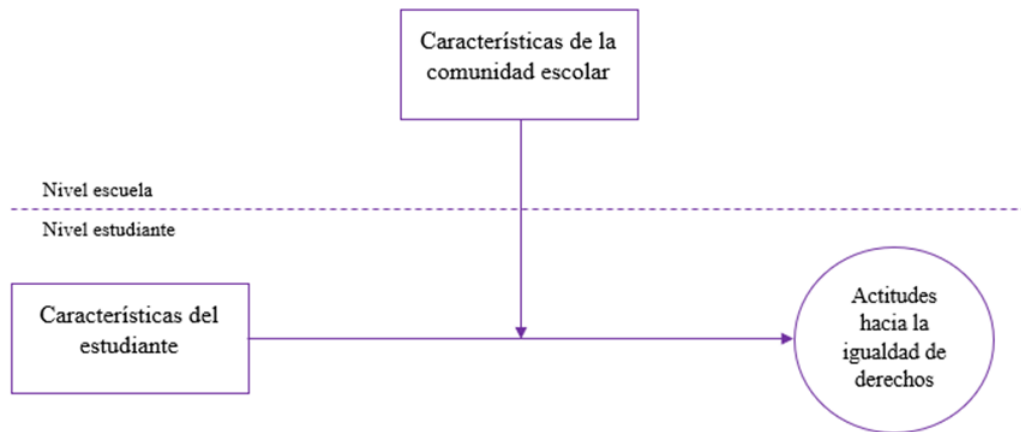 Características de la
comunidad escolar
Nivel escuela
Nivel estudiante
Características del
estudiante
Actitudes
hacia la
igualdad de
derechos